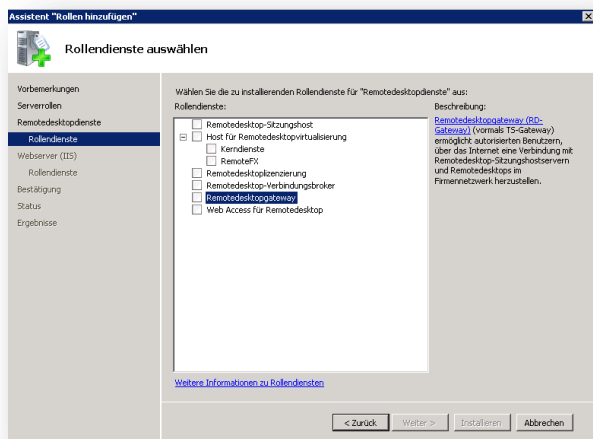 Assistent "Rollen hinzufügen"
Rollendienste auswählen
Vorbemerkungen
Serverrollen
Remotedesktopdienste
Rollendienste
Webserver (IIS)
Rollendienste
Bestätigung
Status
Ergebnisse
Wählen Sie die zu installierenden Rollendienste für "Remotedesktopdienste" aus:
Rollendienste:
Remotedesktop-Sitzungshost
Host für Remotedesktopvirtualisierung
Kerndienste
RemoteFX
Remotedesktoplizenzierung
Remotedesktop-Verbindungsbroker
Remotedesktopgateway
Web Access für Remotedesktop
Beschreibung:
Remotedesktopgateway (RD-
Gateway) (vormals TS-Gateway)
ermöglicht autorisierten Benutzern,
über das Internet eine Verbindung mit
Remotedesktop-Sitzungshostservern
und Remotedesktops im
Firmennetzwerk herzustellen.
Weitere Informationen zu Rollendiensten
< Zurück
Weiter >
Installieren
Abbrechen